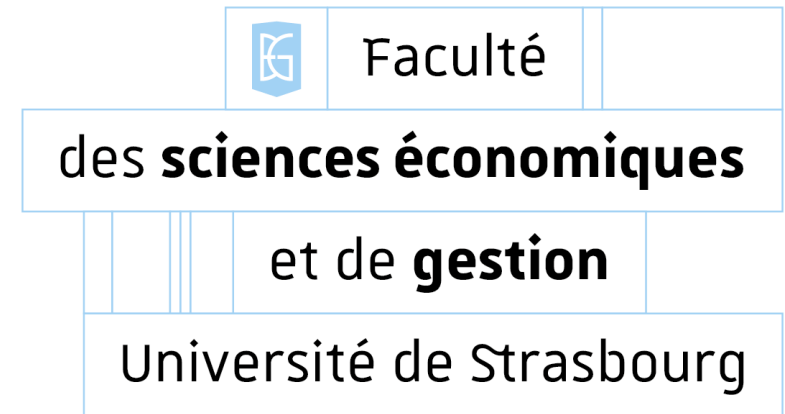 Faculté
des sciences économiques
et de gestion
Université de Strasbourg